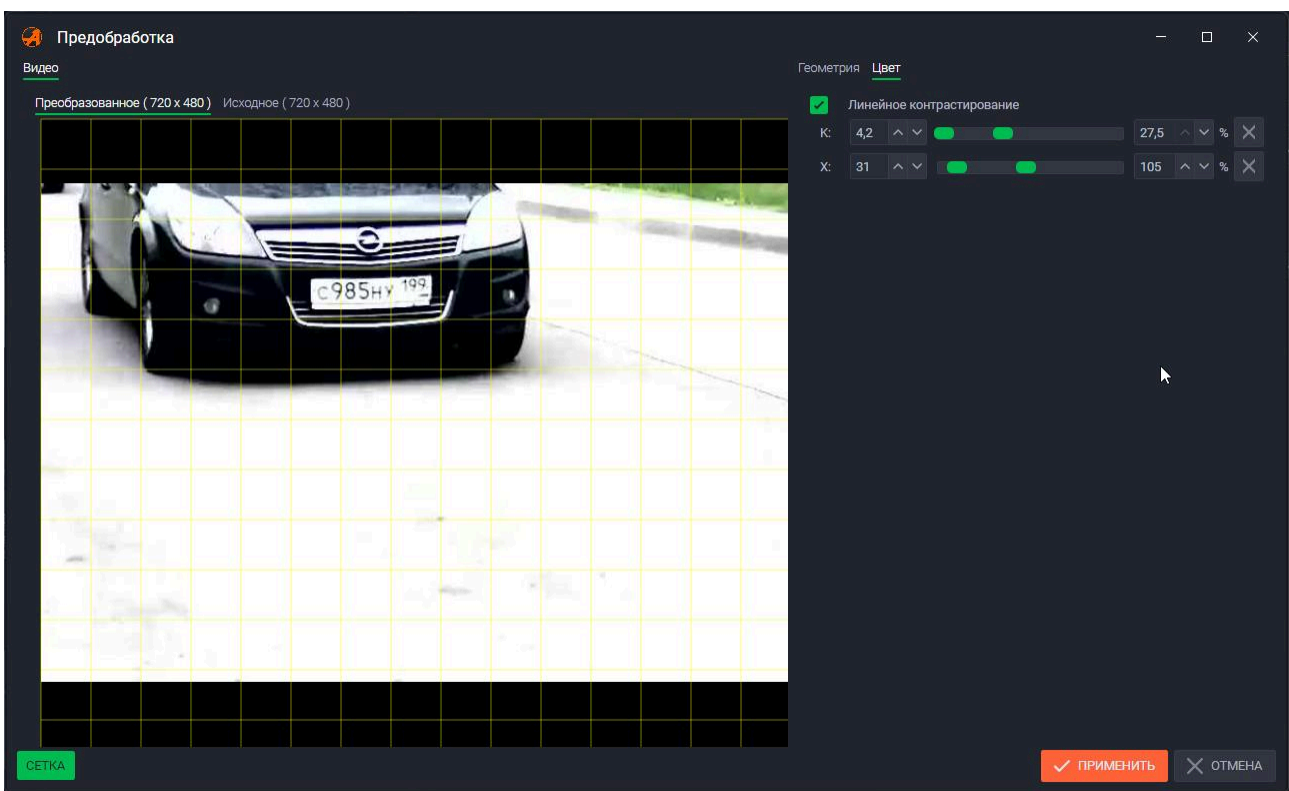 Предобработка
Видео
Геометрия Цвет
Преобразованное ( 720 x 480 ) Исходное ( 720 x 480 )
Линейное контрастирование
K: 4,2 27,5 %
X: 31 105 %
С985НУ 199
СЕТКА
ПРИМЕНИТЬ
ОТМЕНА